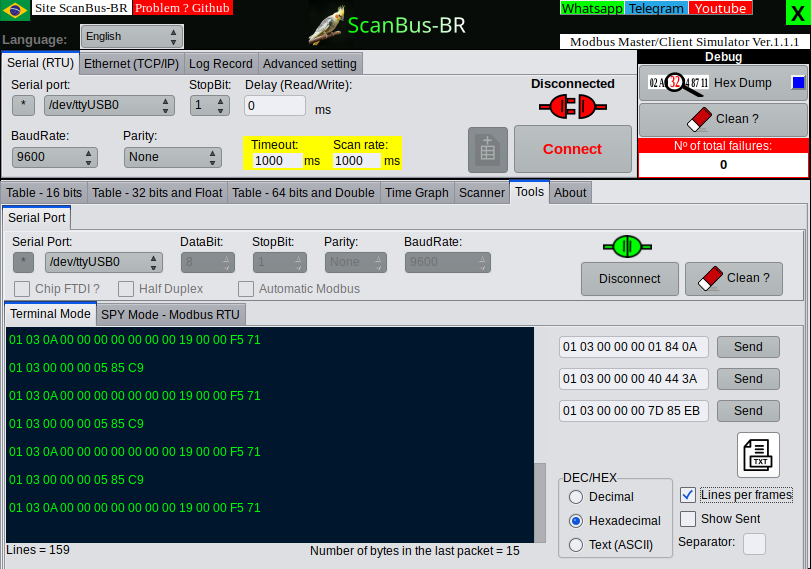 Site ScanBus-BR Problem ? Github
Whatsapp Telegram Youtube
X
Language: English
ScanBus-BR
Modbus Master/Client Simulator Ver.1.1.1
Serial (RTU) Ethernet (TCP/IP) Log Record Advanced setting
Debug
Serial port: StopBit: Delay (Read/Write):
Disconnected
* /dev/ttyUSB0 1 0 ms
Hex Dump
Clean ?
BaudRate: Parity:
Timeout: Scan rate:
9600 None 1000 ms 1000 ms
Connect
Nº of total failures:
0
Table - 16 bits Table - 32 bits and Float Table - 64 bits and Double Time Graph Scanner Tools About
Serial Port
Serial Port: DataBit: StopBit: Parity: BaudRate:
* /dev/ttyUSB0 8 1 None 9600
Disconnect Clean ?
Chip FTDI ? Half Duplex Automatic Modbus
Terminal Mode SPY Mode - Modbus RTU
01 03 0A 00 00 00 00 00 00 00 19 00 00 F5 71
01 03 00 00 00 05 85 C9
01 03 0A 00 00 00 00 00 00 00 19 00 00 F5 71
01 03 00 00 00 05 85 C9
01 03 0A 00 00 00 00 00 00 00 19 00 00 F5 71
01 03 00 00 00 05 85 C9
01 03 0A 00 00 00 00 00 00 00 19 00 00 F5 71
01 03 00 00 00 01 84 0A Send
01 03 00 00 00 40 44 3A Send
01 03 00 00 00 7D 85 EB Send
TXT
DEC/HEX
Decimal
Hexadecimal
Text (ASCII)
Lines per frames
Show Sent
Separator:
Lines = 159
Number of bytes in the last packet = 15